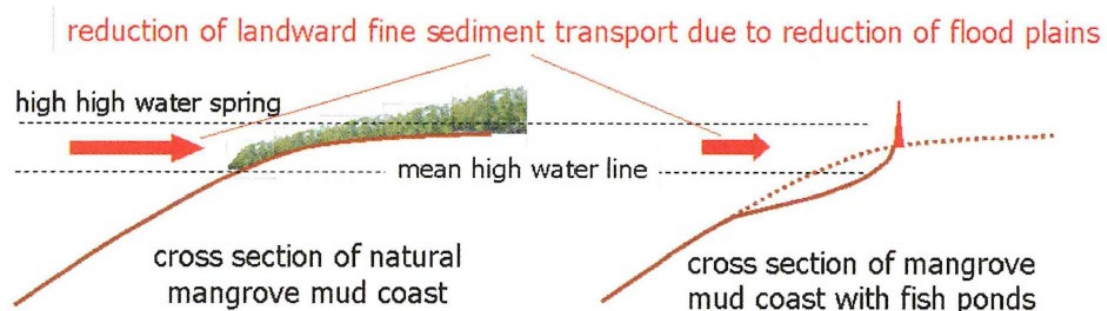 reduction of landward fine sediment transport due to reduction of flood plains
high high water spring
mean high water line
cross section of natural
mangrove mud coast
cross section of mangrove
mud coast with fish ponds